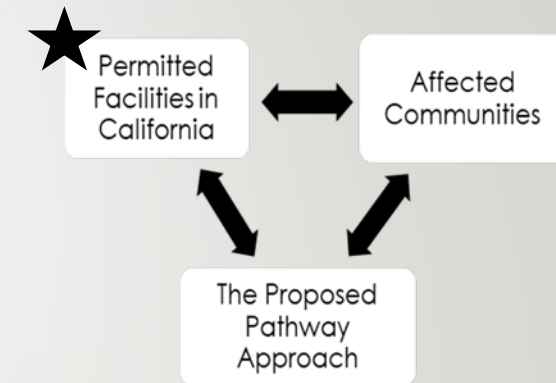 Permitted
Facilities in
California
Affected
Communities
The Proposed
Pathway
Approach